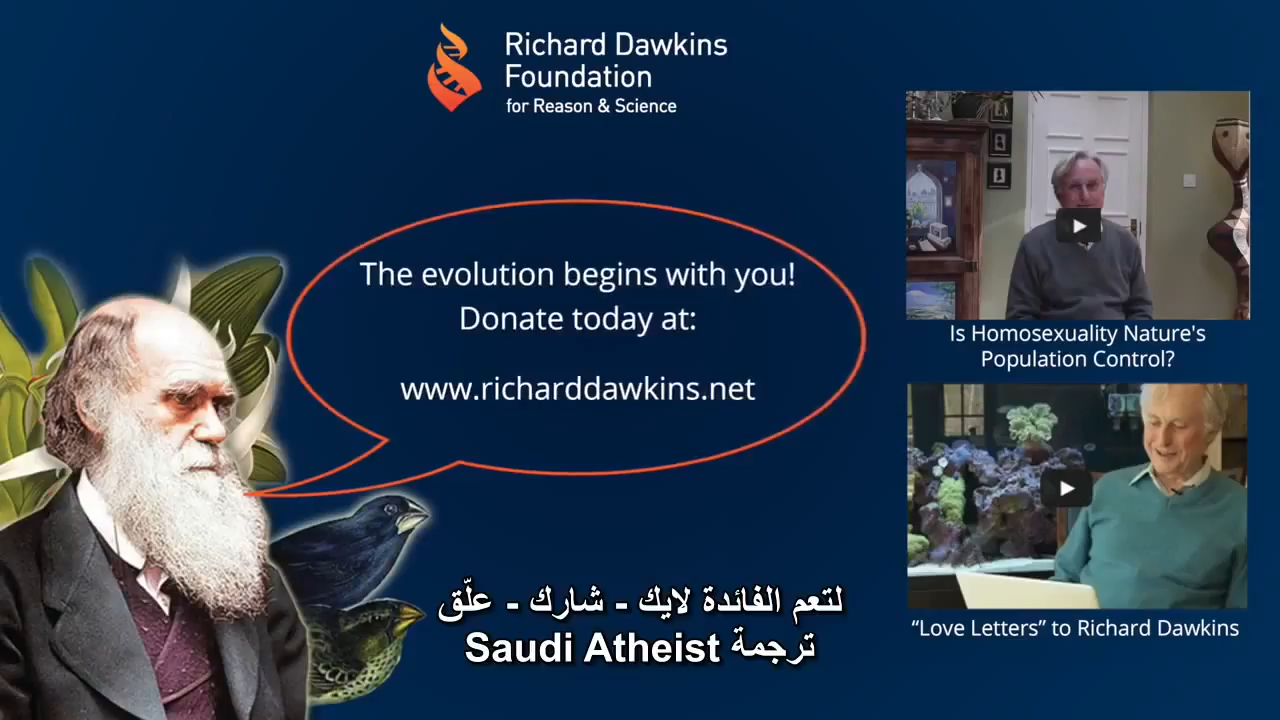 Richard Dawkins
Foundation
for Reason & Science
The evolution begins with you!
Donate today at:
www.richarddawkins.net
Is Homosexuality Nature's
Population Control?
“Love Letters” to Richard Dawkins
لتعم الفائدة لايك - شارك - علّق
ترجمة Saudi Atheist